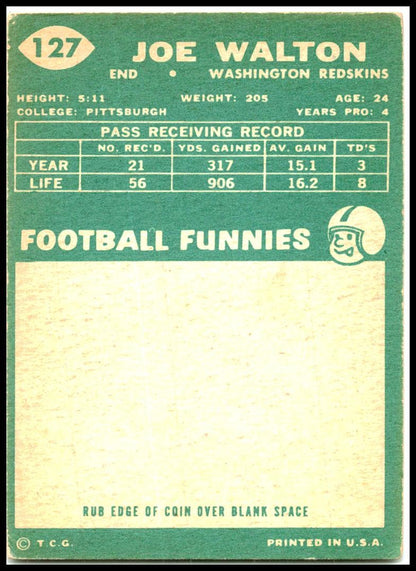 127 JOE WALTON
END • WASHINGTON REDSKINS
HEIGHT: 5:11 WEIGHT: 205 AGE: 24
COLLEGE: PITTSBURGH YEARS PRO: 4
PASS RECEIVING RECORD
NO. REC'D. YDS. GAINED AV. GAIN TD'S
YEAR 21 317 15.1 3
LIFE 56 906 16.2 8
FOOTBALL FUNNIES
RUB EDGE OF COIN OVER BLANK SPACE
© T.C.G. PRINTED IN U.S.A.